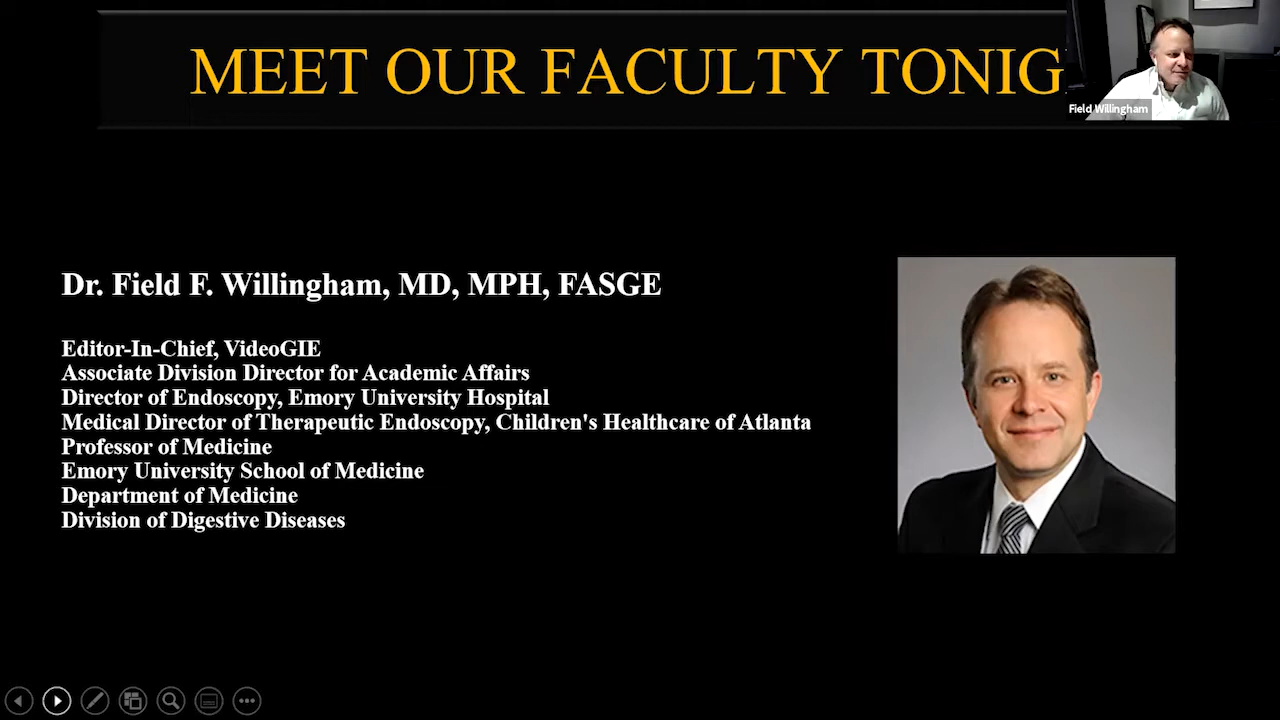 MEET OUR FACULTY TONIG
Field Willingham
Dr. Field F. Willingham, MD, MPH, FASGE
Editor-In-Chief, VideoGIE
Associate Division Director for Academic Affairs
Director of Endoscopy, Emory University Hospital
Medical Director of Therapeutic Endoscopy, Children's Healthcare of Atlanta
Professor of Medicine
Emory University School of Medicine
Department of Medicine
Division of Digestive Diseases